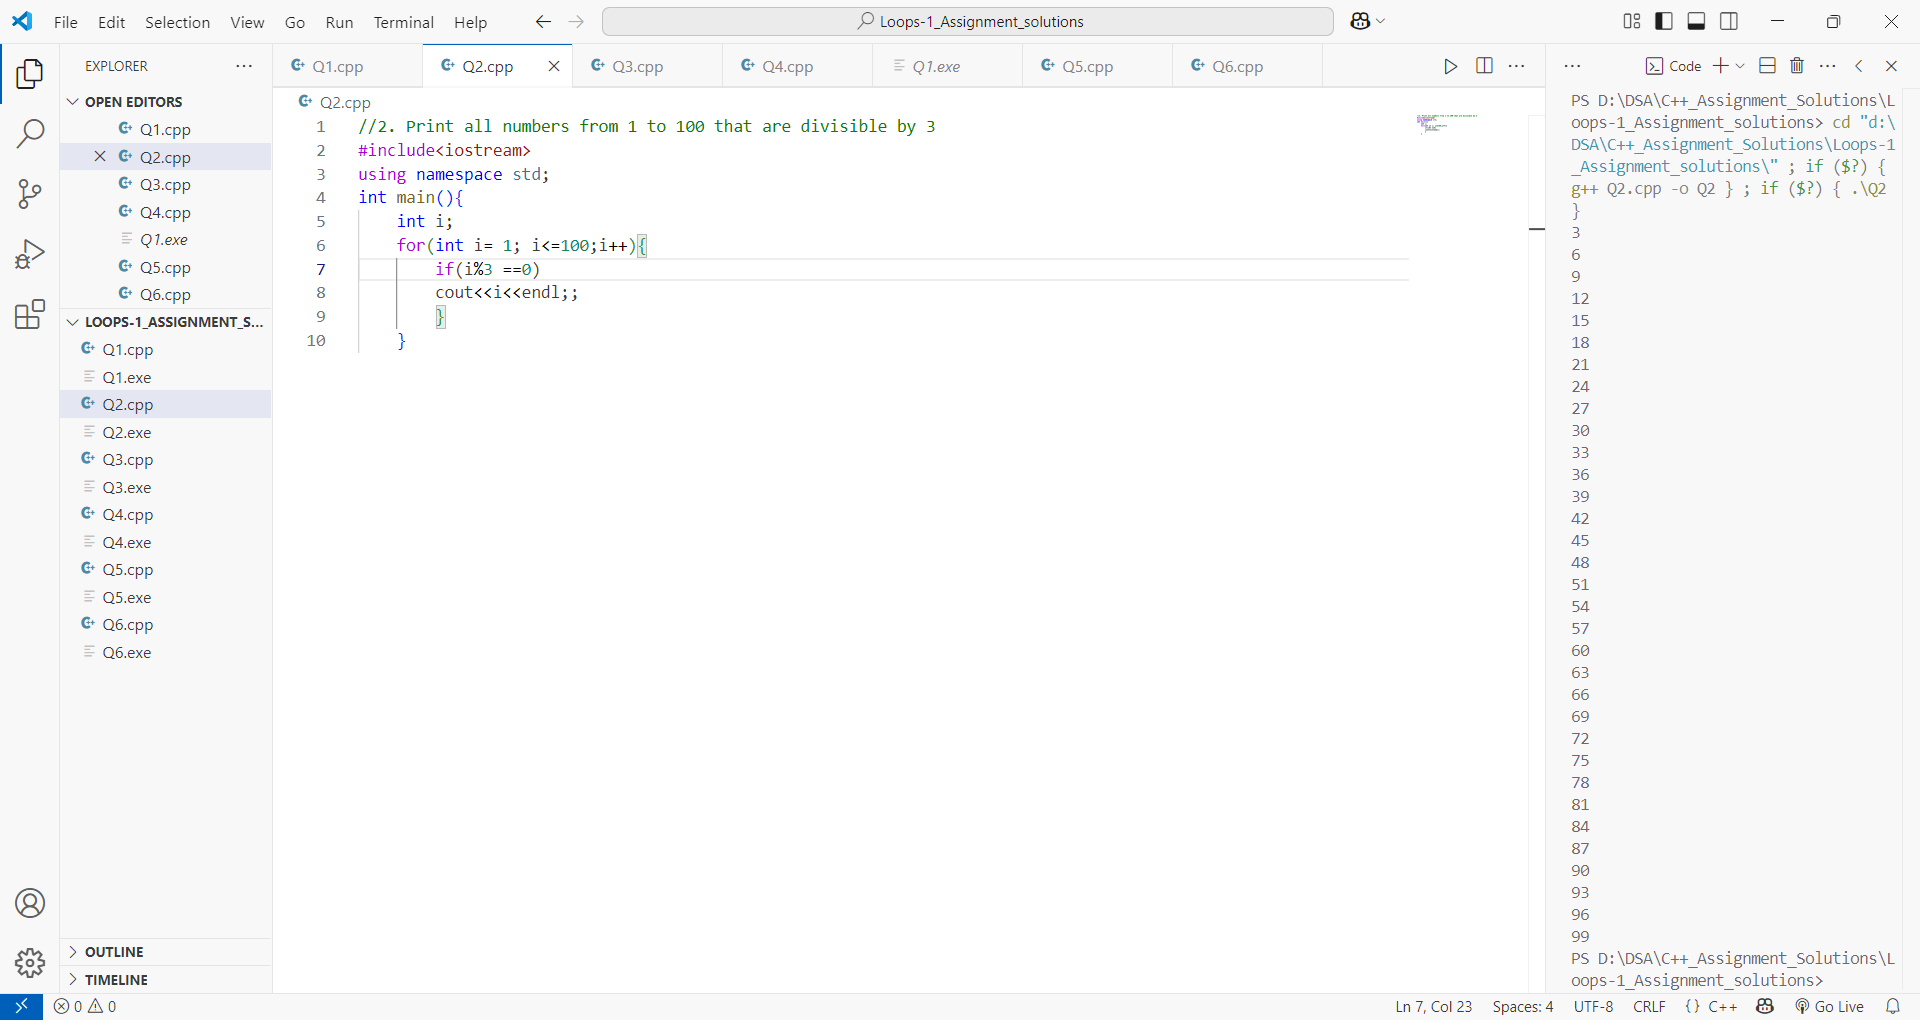 File Edit Selection View Go Run Terminal Help
Loops-1_Assignment_solutions
EXPLORER
OPEN EDITORS
Q1.cpp
Q2.cpp
Q3.cpp
Q4.cpp
Q1.exe
Q5.cpp
Q6.cpp
LOOPS-1_ASSIGNMENT_S...
Q1.cpp
Q1.exe
Q2.cpp
Q2.exe
Q3.cpp
Q3.exe
Q4.cpp
Q4.exe
Q5.cpp
Q5.exe
Q6.cpp
Q6.exe
OUTLINE
TIMELINE
Q1.cpp Q2.cpp Q3.cpp Q4.cpp Q1.exe Q5.cpp Q6.cpp
Q2.cpp
1 //2. Print all numbers from 1 to 100 that are divisible by 3
2 #include<iostream>
3 using namespace std;
4 int main(){
5 int i;
6 for(int i= 1; i<=100;i++){
7 if(i%3 ==0)
8 cout<<i<<endl;;
9 }
10 }
Code
PS D:\DSA\C++_Assignment_Solutions\L
oops-1_Assignment_solutions> cd "d:\
DSA\C++_Assignment_Solutions\Loops-1
_Assignment_solutions\" ; if ($?) {
g++ Q2.cpp -o Q2 } ; if ($?) { .\Q2
}
3
6
9
12
15
18
21
24
27
30
33
36
39
42
45
48
51
54
57
60
63
66
69
72
75
78
81
84
87
90
93
96
99
PS D:\DSA\C++_Assignment_Solutions\L
oops-1_Assignment_solutions>
0 0
Ln 7, Col 23 Spaces: 4 UTF-8 CRLF {} C++ Go Live